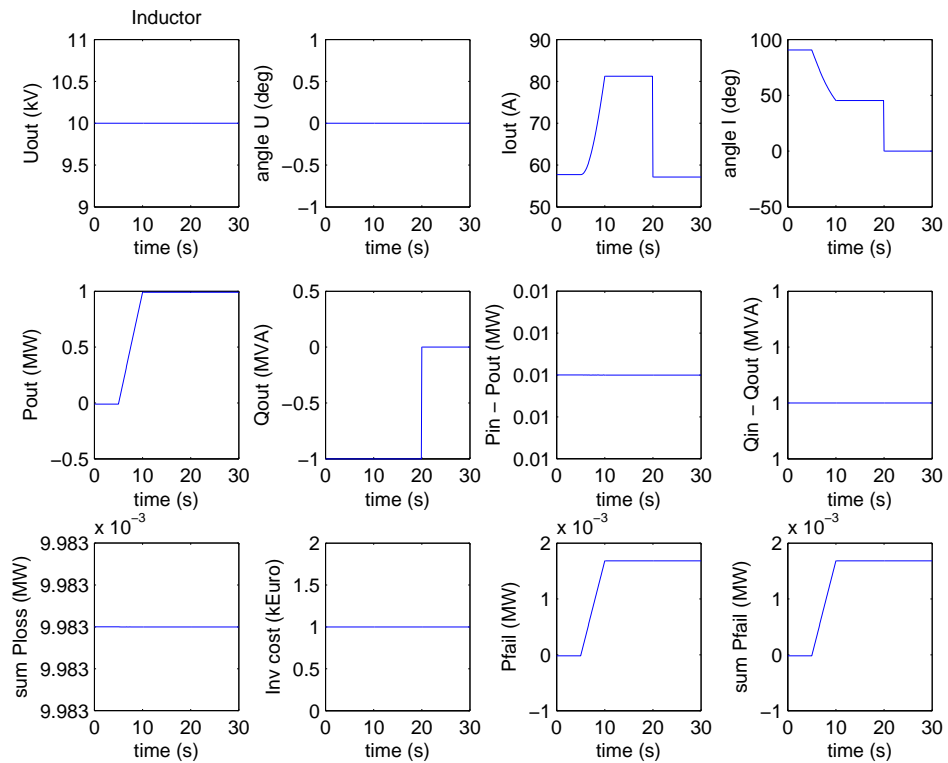 Inductor
11
10.5
10
9.5
9
0 10 20 30
time (s)
Uout (kV)
1
0.5
0
−0.5
−1
0 10 20 30
time (s)
angle U (deg)
90
80
70
60
50
0 10 20 30
time (s)
Iout (A)
100
50
0
−50
0 10 20 30
time (s)
angle I (deg)
1
0.5
0
−0.5
0 10 20 30
time (s)
Pout (MW)
0.5
0
−0.5
−1
0 10 20 30
time (s)
Qout (MVA)
0.01
0.01
0.01
0.01
0.01
0 10 20 30
time (s)
Pin − Pout (MW)
1
1
1
1
0 10 20 30
time (s)
Qin − Qout (MVA)
x 10−3
9.983
9.983
9.983
9.983
9.983
0 10 20 30
time (s)
sum Ploss (MW)
2
1.5
1
0.5
0
0 10 20 30
time (s)
Inv cost (kEuro)
x 10−3
2
1
0
−1
0 10 20 30
time (s)
Pfail (MW)
x 10−3
2
1
0
−1
0 10 20 30
time (s)
sum Pfail (MW)